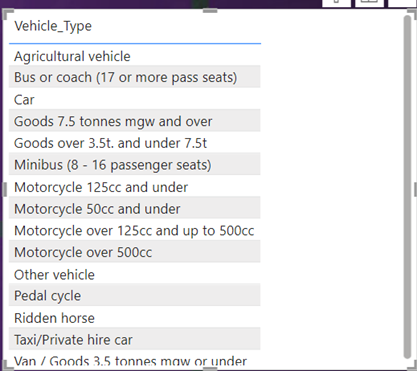 Vehicle_Type
Agricultural vehicle
Bus or coach (17 or more pass seats)
Car
Goods 7.5 tonnes mgw and over
Goods over 3.5t. and under 7.5t
Minibus (8 - 16 passenger seats)
Motorcycle 125cc and under
Motorcycle 50cc and under
Motorcycle over 125cc and up to 500cc
Motorcycle over 500cc
Other vehicle
Pedal cycle
Ridden horse
Taxi/Private hire car
Van / Goods 3.5 tonnes mgw or under